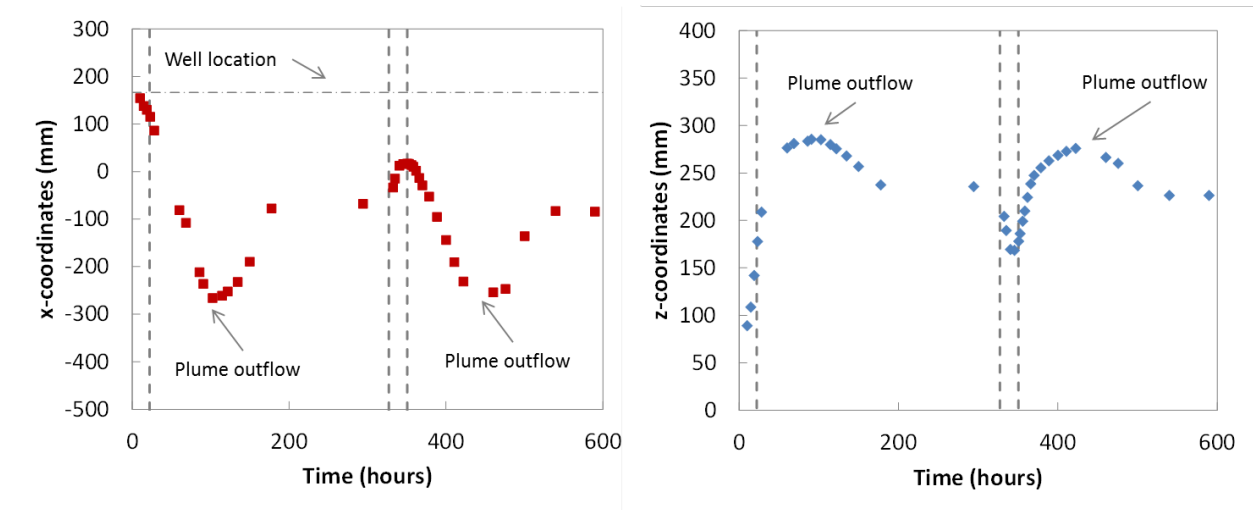 300
200
100
0
-100
-200
-300
-400
-500
x-coordinates (mm)
Well location
Plume outflow
Plume outflow
0
200
400
600
Time (hours)
400
350
300
250
200
150
100
50
0
z-coordinates (mm)
Plume outflow
Plume outflow
0
200
400
600
Time (hours)